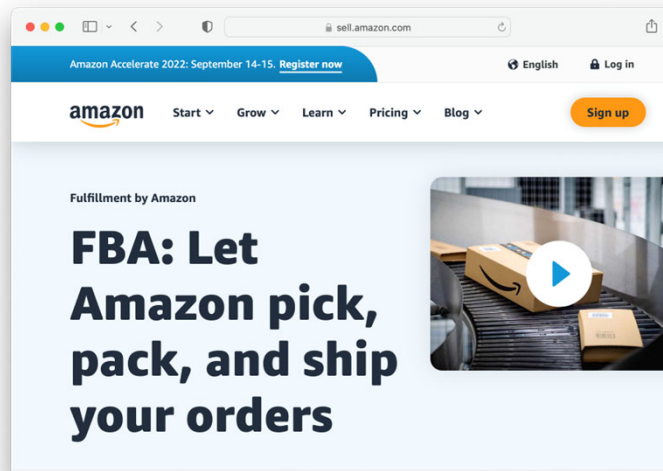 sell.amazon.com
Amazon Accelerate 2022: September 14-15. Register now
English
Log in
amazon
Start
Grow
Learn
Pricing
Blog
Sign up
Fulfillment by Amazon
FBA: Let
Amazon pick,
pack, and ship
your orders